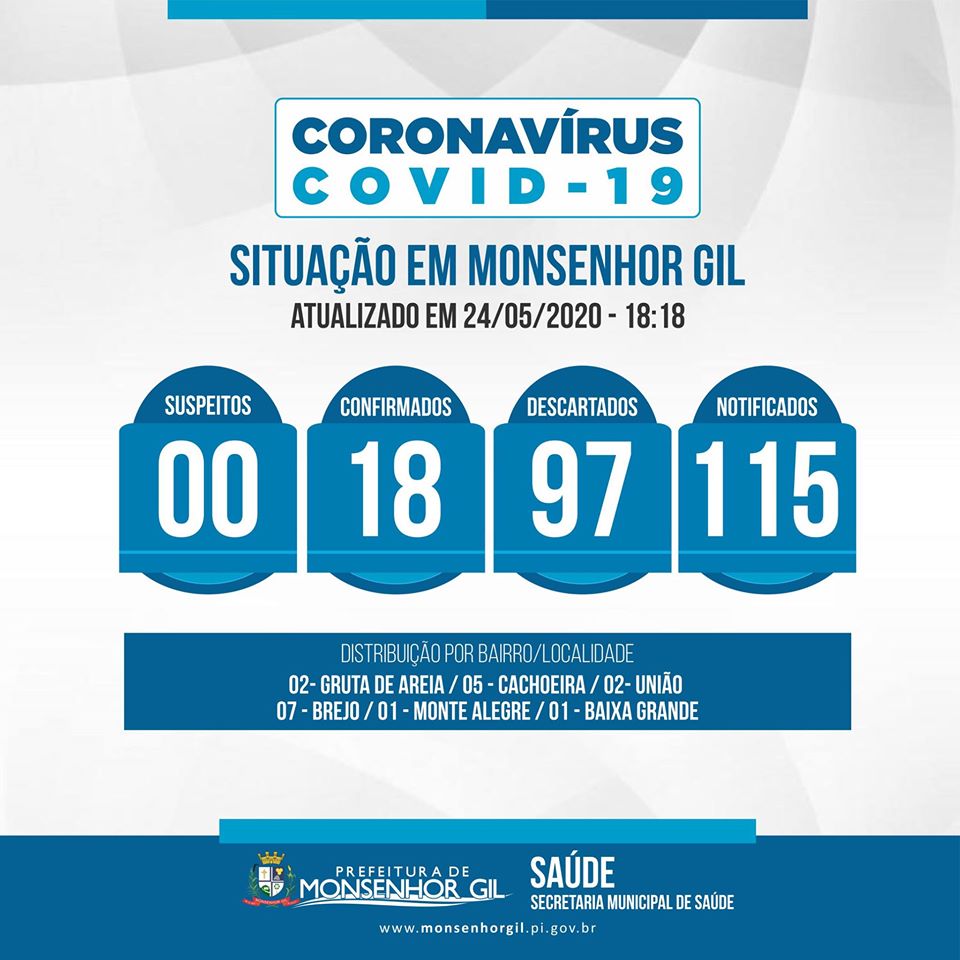 CORONAVÍRUS
COVID-19
SITUAÇÃO EM MONSENHOR GIL
ATUALIZADO EM 24/05/2020 - 18:18
SUSPEITOS
00
CONFIRMADOS
18
DESCARTADOS
97
NOTIFICADOS
115
DISTRIBUIÇÃO POR BAIRRO/LOCALIDADE
02- GRUTA DE AREIA / 05 - CACHOEIRA / 02- UNIÃO
07 - BREJO / 01 - MONTE ALEGRE / 01 - BAIXA GRANDE
PREFEITURA DE
MONSENHOR GIL
SAÚDE
SECRETARIA MUNICIPAL DE SAÚDE
www.monsenhorgil.pi.gov.br